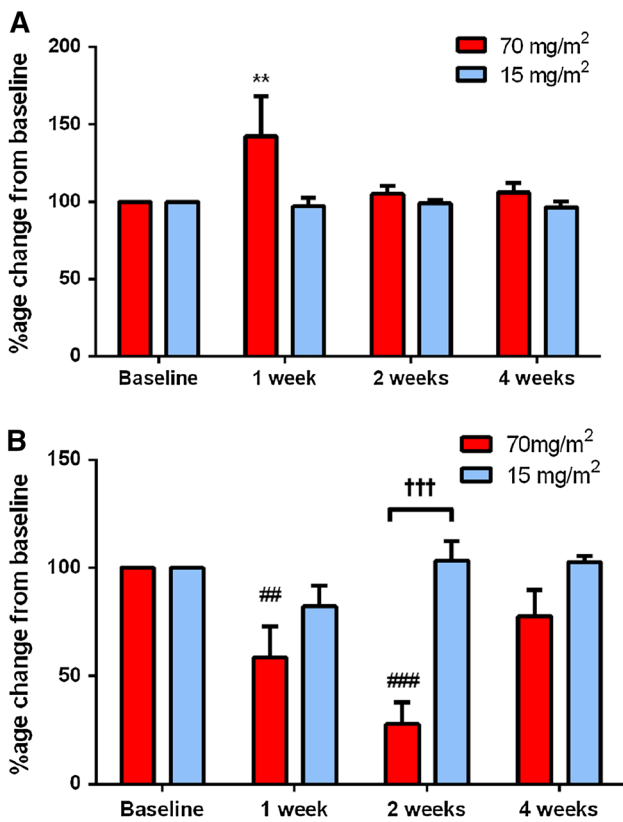 A
%age change from baseline
200
150
100
50
0
70 mg/m²
15 mg/m²
**
Baseline 1 week 2 weeks 4 weeks
B
%age change from baseline
150
100
50
0
70mg/m²
15 mg/m²
†††
##
###
Baseline 1 week 2 weeks 4 weeks